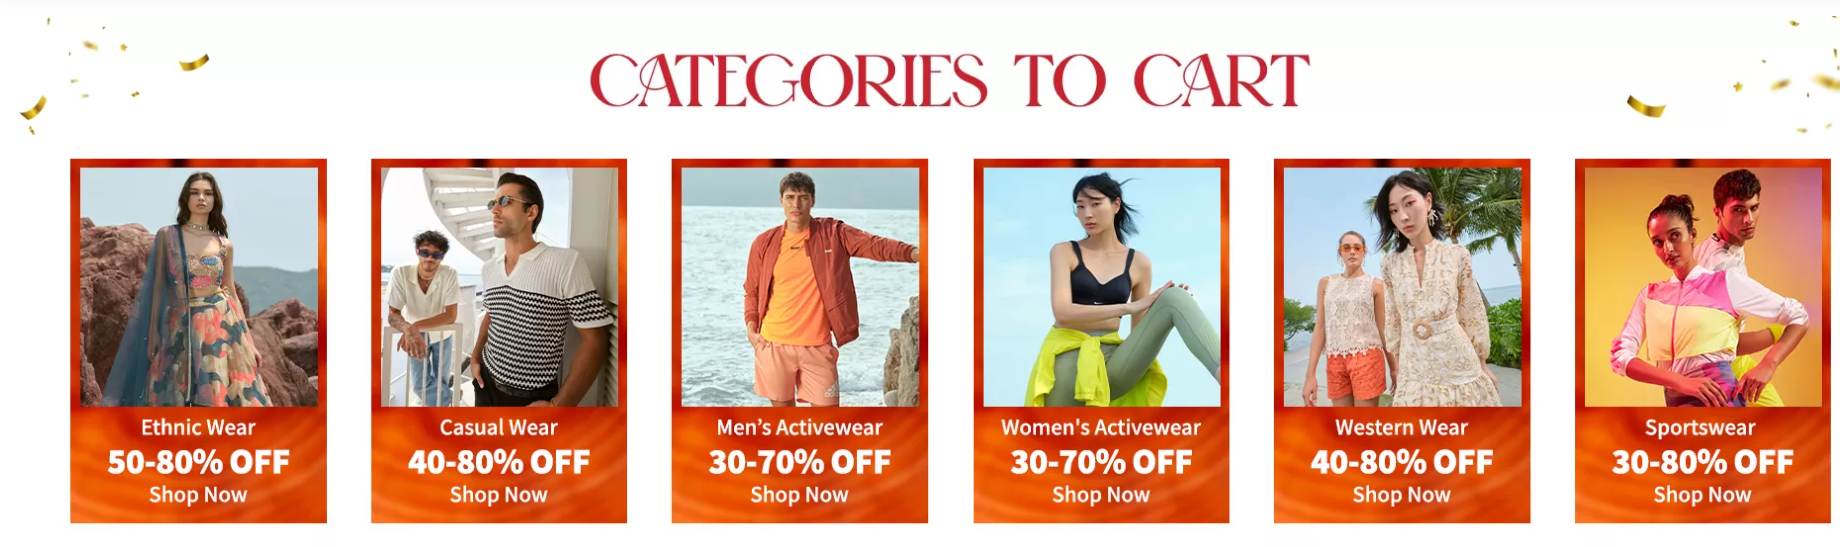 CATEGORIES TO CART
Ethnic Wear
50-80% OFF
Shop Now
Casual Wear
40-80% OFF
Shop Now
Men’s Activewear
30-70% OFF
Shop Now
Women's Activewear
30-70% OFF
Shop Now
Western Wear
40-80% OFF
Shop Now
Sportswear
30-80% OFF
Shop Now